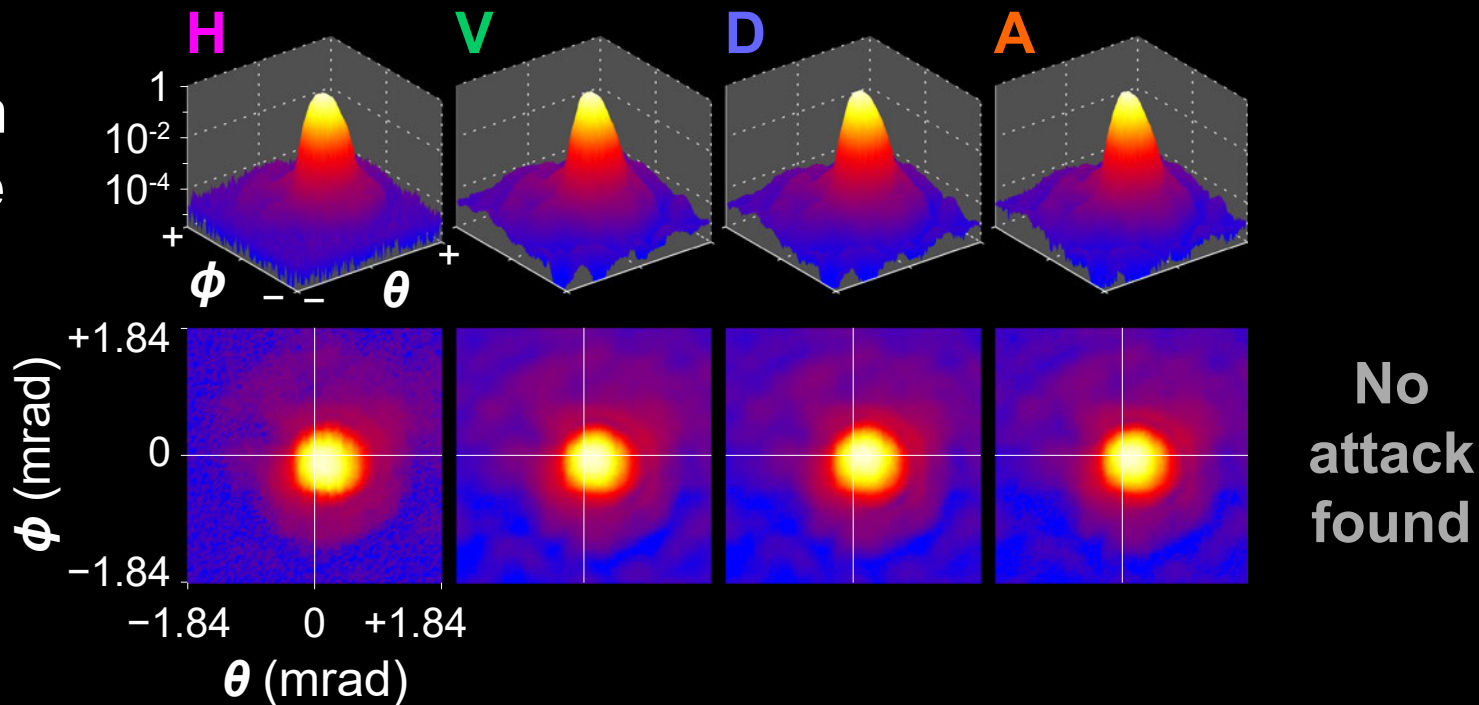 H V D A
1
10-2
10-4
+
+
ϕ − − θ
+1.84
0
−1.84
ϕ (mrad)
−1.84 0 +1.84
θ (mrad)
No
attack
found